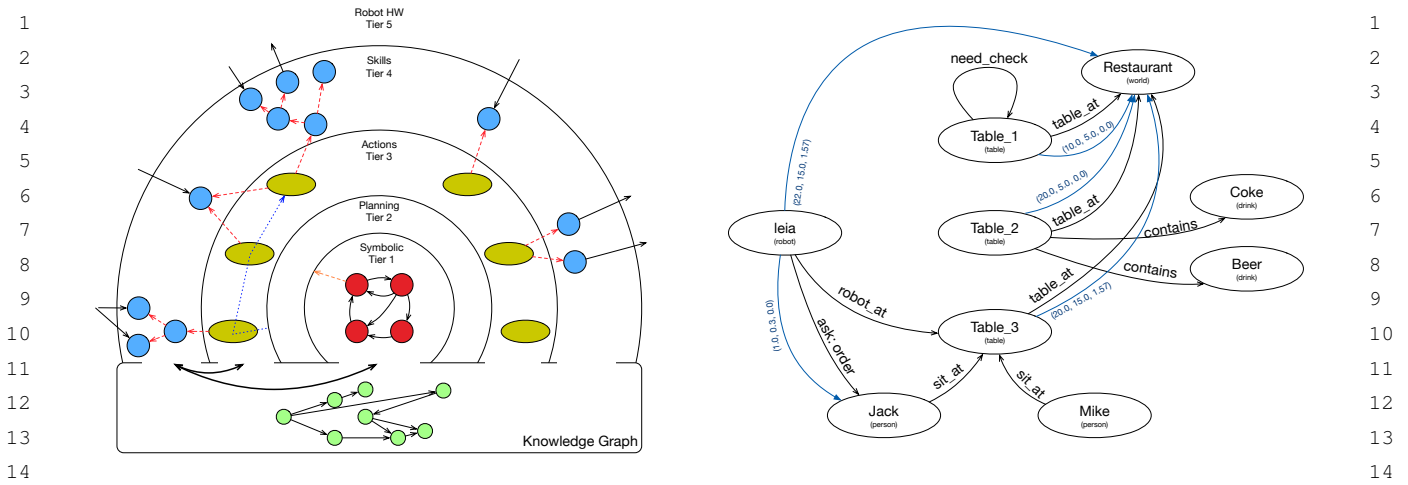 1
2
3
4
5
6
7
8
9
10
11
12
13
14
Robot HW
Tier 5
Skills
Tier 4
Actions
Tier 3
Planning
Tier 2
Symbolic
Tier 1
Knowledge Graph
need_check
Restaurant
(world)
table_at
Table_1
(table)
(10.0, 5.0, 0.0)
(22.0, 15.0, 1.57)
(20.0, 5.0, 0.0)
Coke
(drink)
table_at
leia
(robot)
Table_2
(table)
contains
contains
Beer
(drink)
table_at
robot_at
(20.0, 15.0, 1.57)
(1.0, 0.3, 0.0)
ask: order
Table_3
(table)
sit_at
sit_at
Jack
(person)
Mike
(person)
1
2
3
4
5
6
7
8
9
10
11
12
13
14